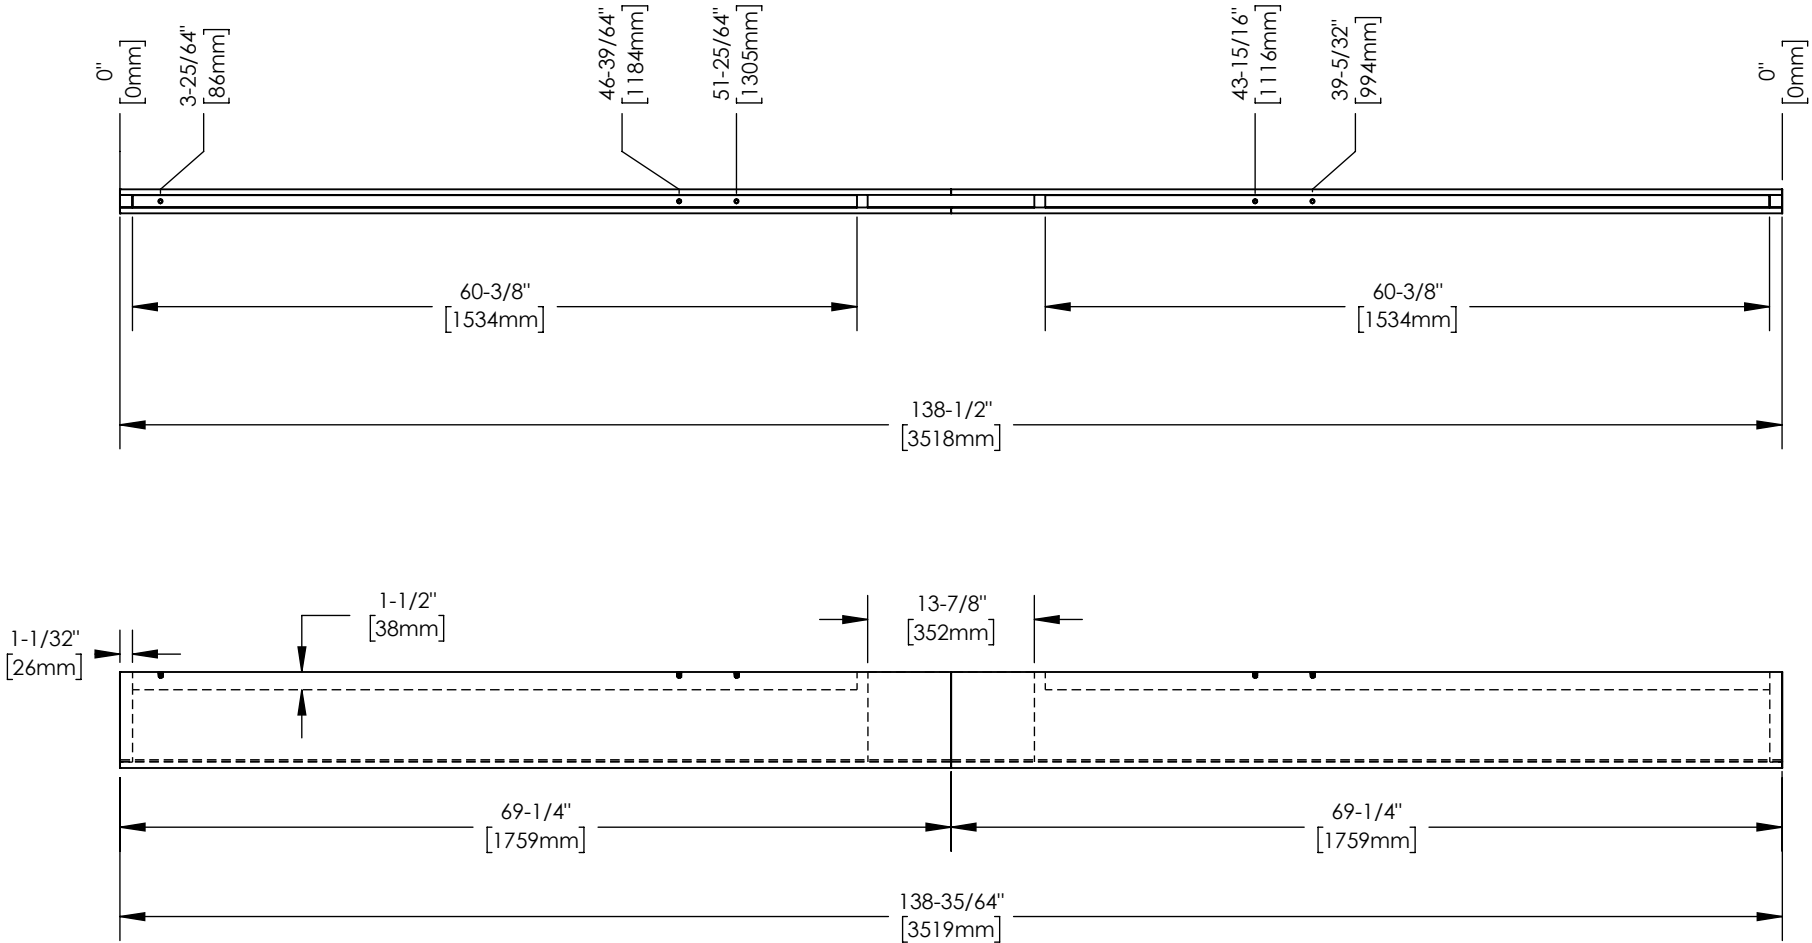 0"
[0mm]
3-25/64"
[86mm]
46-39/64"
[1184mm]
51-25/64"
[1305mm]
43-15/16"
[1116mm]
39-5/32"
[994mm]
0"
[0mm]
60-3/8"
[1534mm]
60-3/8"
[1534mm]
138-1/2"
[3518mm]
1-1/32"
[26mm]
1-1/2"
[38mm]
13-7/8"
[352mm]
69-1/4"
[1759mm]
69-1/4"
[1759mm]
138-35/64"
[3519mm]